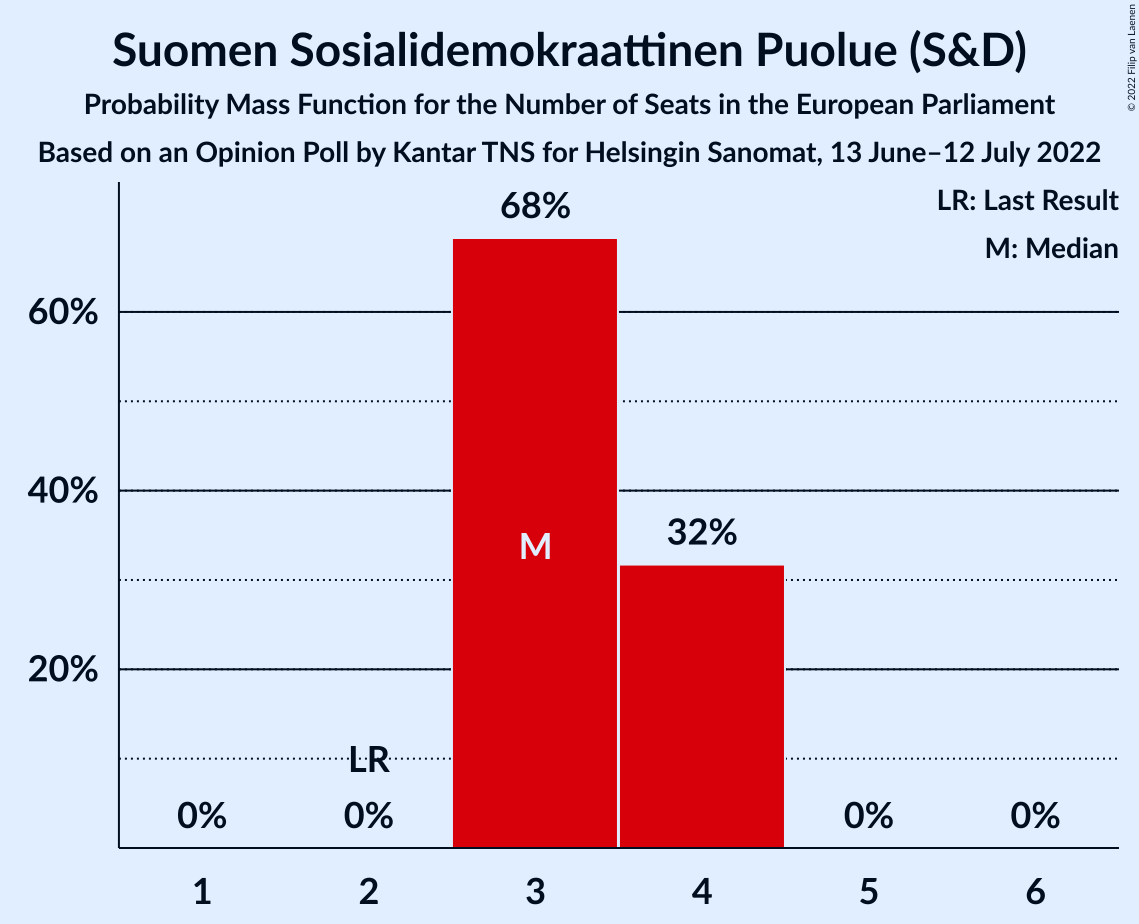 Suomen Sosialidemokraattinen Puolue (S&D)
Probability Mass Function for the Number of Seats in the European Parliament
Based on an Opinion Poll by Kantar TNS for Helsingin Sanomat, 13 June–12 July 2022
© 2022 Filip van Laenen
LR: Last Result
M: Median
68%
60%
40%
32%
M
20%
LR
0%
0%
0%
0%
1
2
3
4
5
6